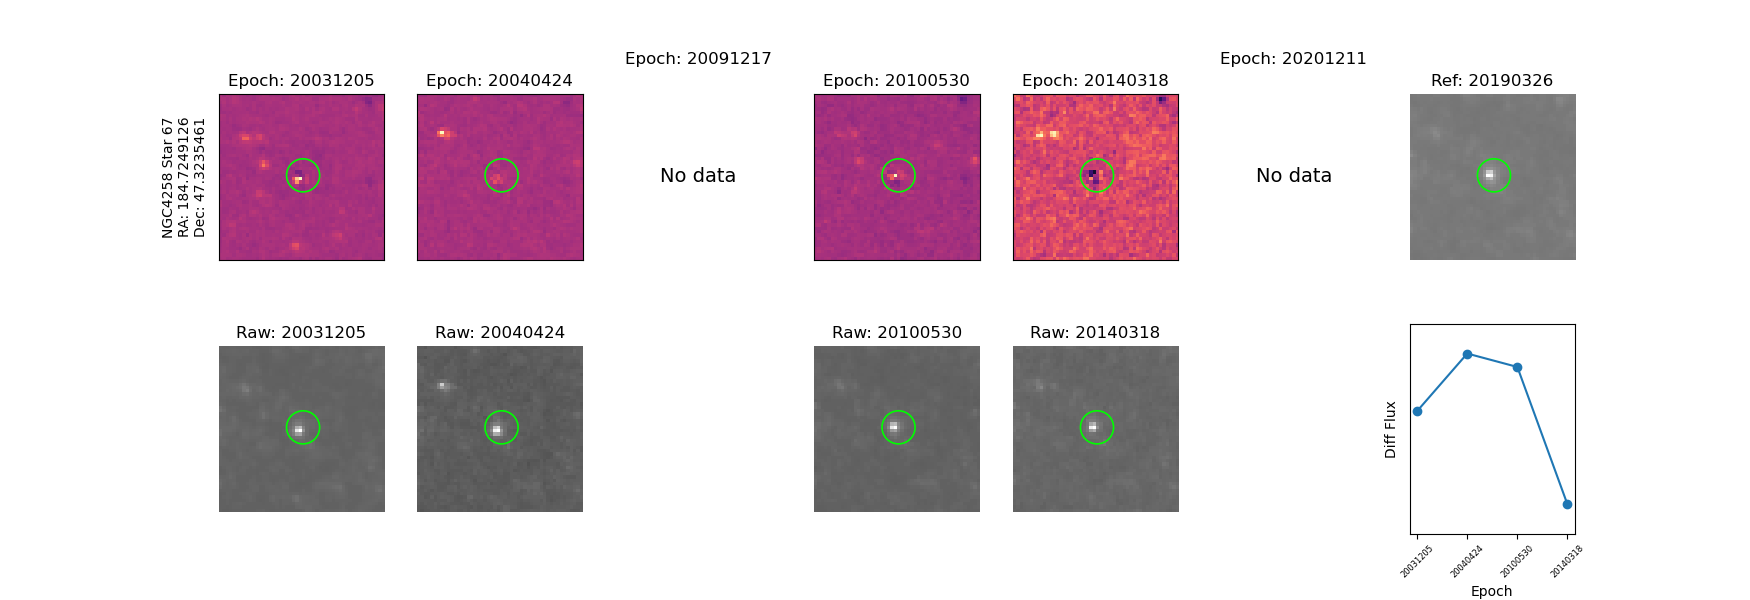 NGC4258 Star 67
RA: 184.7249126
Dec: 47.3235461
Epoch: 20031205
Epoch: 20040424
Epoch: 20091217
No data
Epoch: 20100530
Epoch: 20140318
Epoch: 20201211
No data
Ref: 20190326
Raw: 20031205
Raw: 20040424
Raw: 20100530
Raw: 20140318
Diff Flux
20031205
20040424
20100530
20140318
Epoch